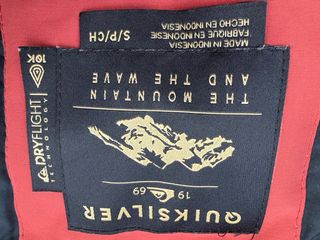 QUIKSILVER
19 69
THE MOUNTAIN
AND THE WAVE
S/P/CH
MADE IN INDONESIA
FABRIQUÉ EN INDONESIE
HECHO EN INDONESIA
DRYFLIGHT
TECHNOLOGY
10K